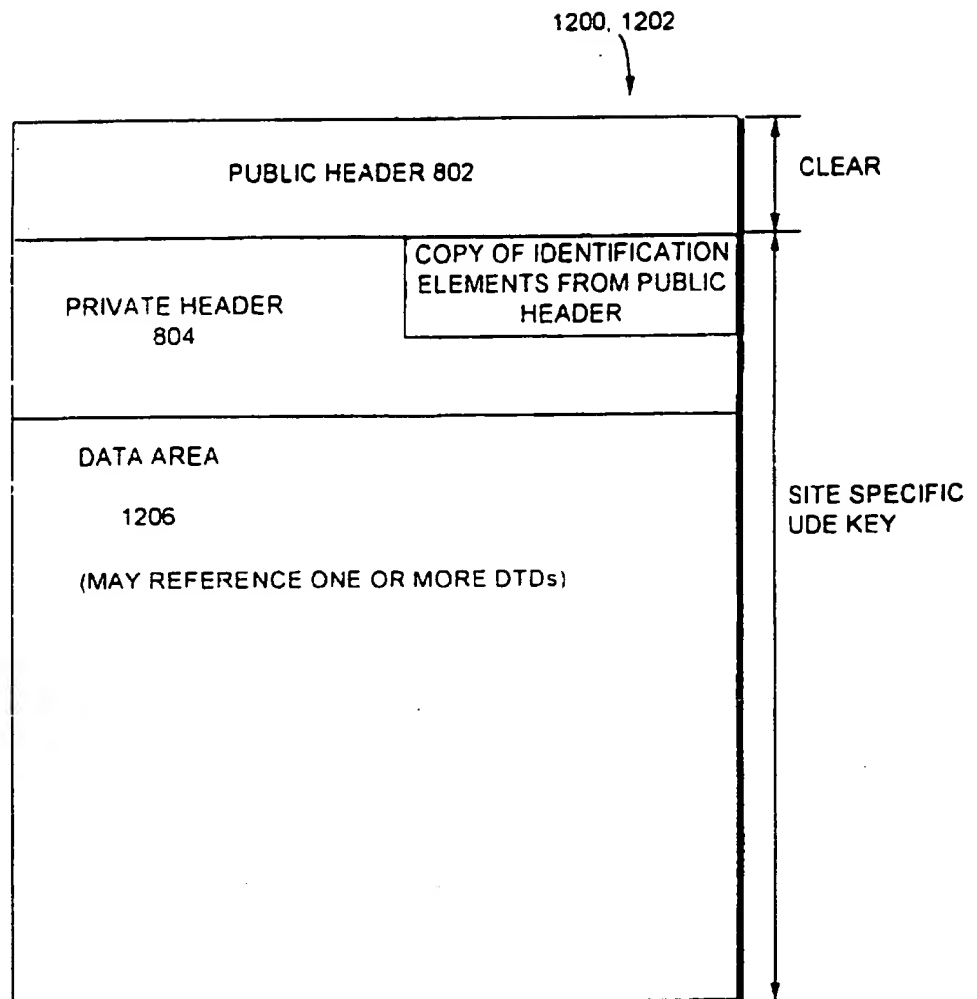 1200, 1202
PUBLIC HEADER 802
CLEAR
COPY OF IDENTIFICATION
ELEMENTS FROM PUBLIC
HEADER
PRIVATE HEADER
804
DATA AREA
1206
(MAY REFERENCE ONE OR MORE DTDs)
SITE SPECIFIC
UDE KEY